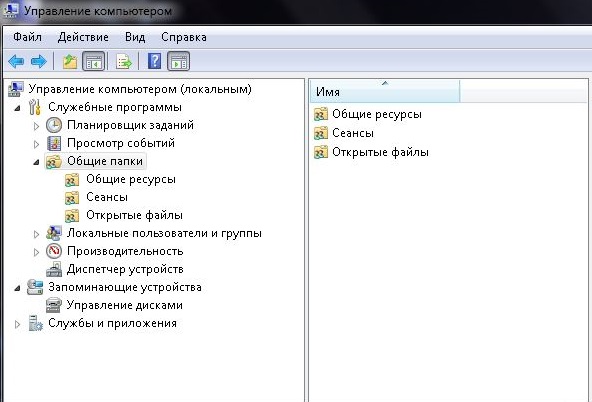 Управление компьютером
Файл Действие Вид Справка
Управление компьютером (локальным)
Служебные программы
Планировщик заданий
Просмотр событий
Общие папки
Общие ресурсы
Сеансы
Открытые файлы
Локальные пользователи и группы
Производительность
Диспетчер устройств
Запоминающие устройства
Управление дисками
Службы и приложения
Имя
Общие ресурсы
Сеансы
Открытые файлы